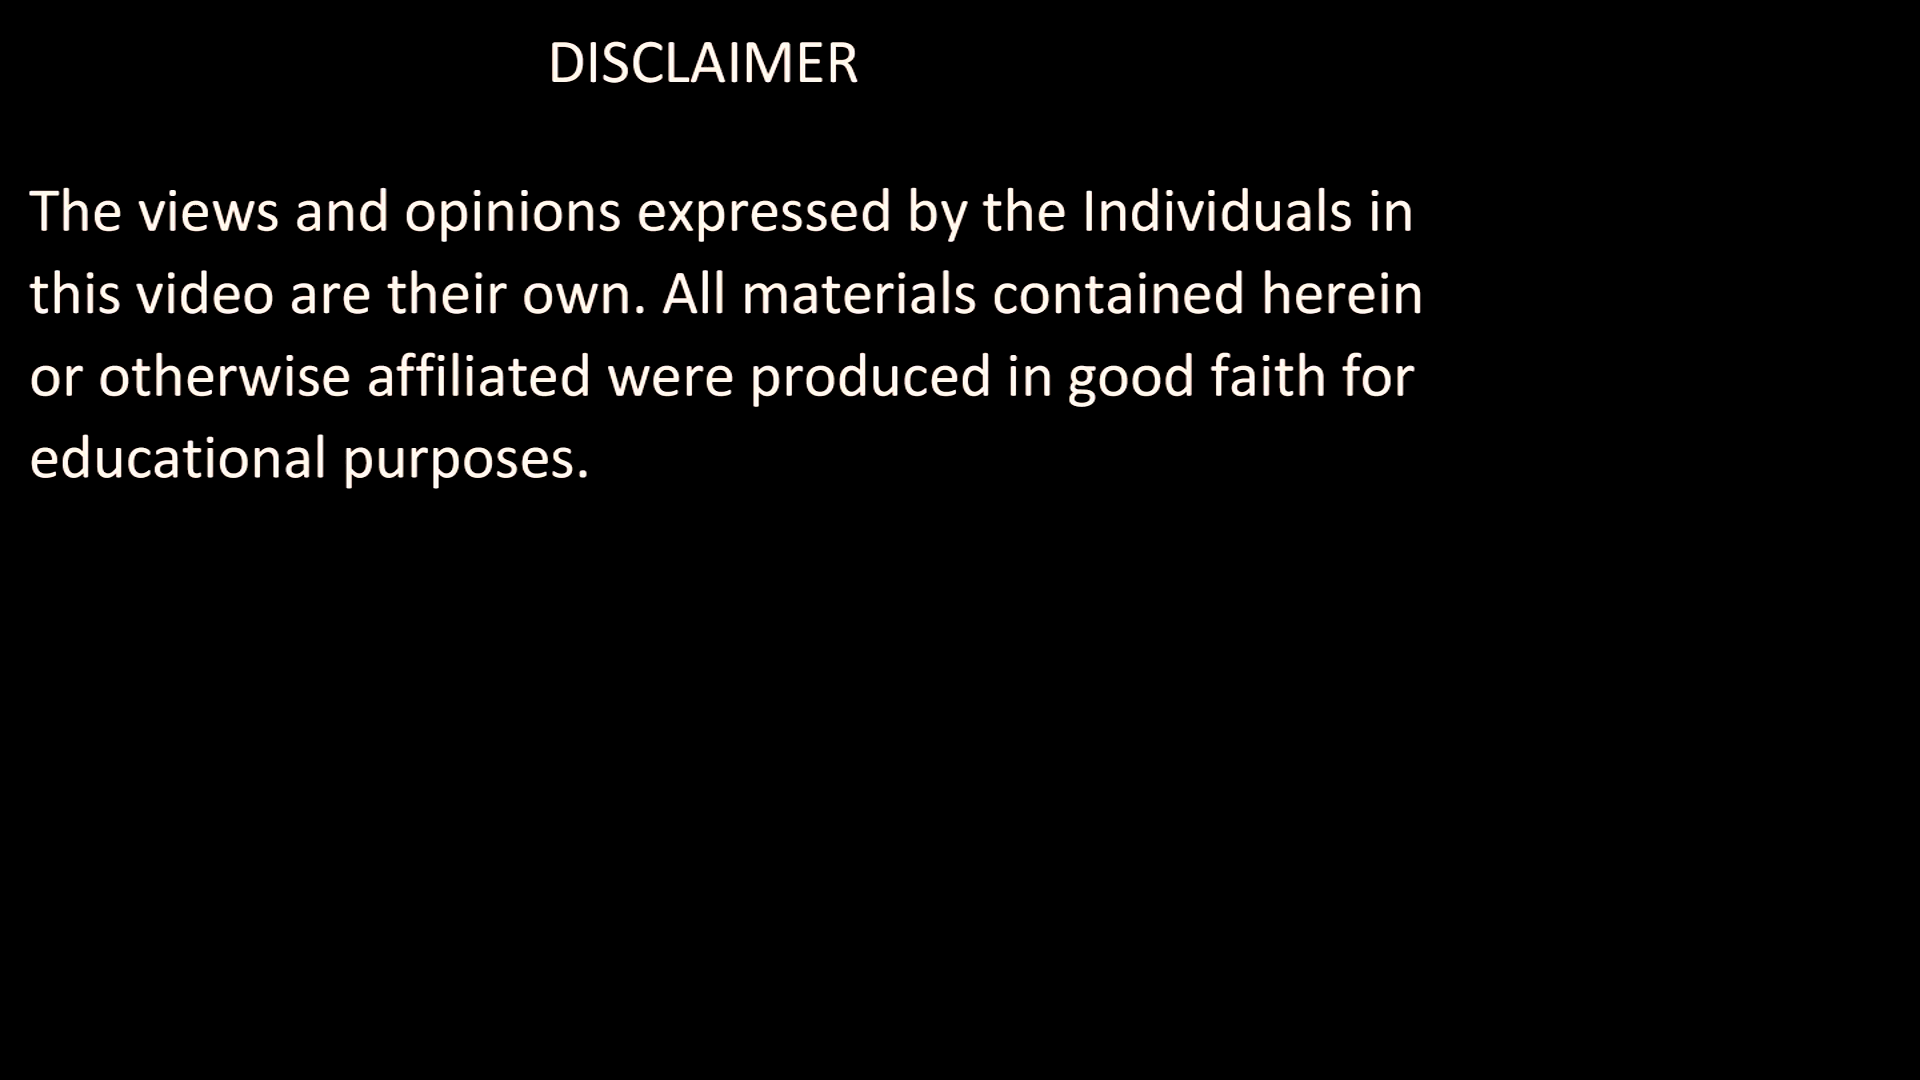 DISCLAIMER
The views and opinions expressed by the Individuals in
this video are their own. All materials contained herein
or otherwise affiliated were produced in good faith for
educational purposes.